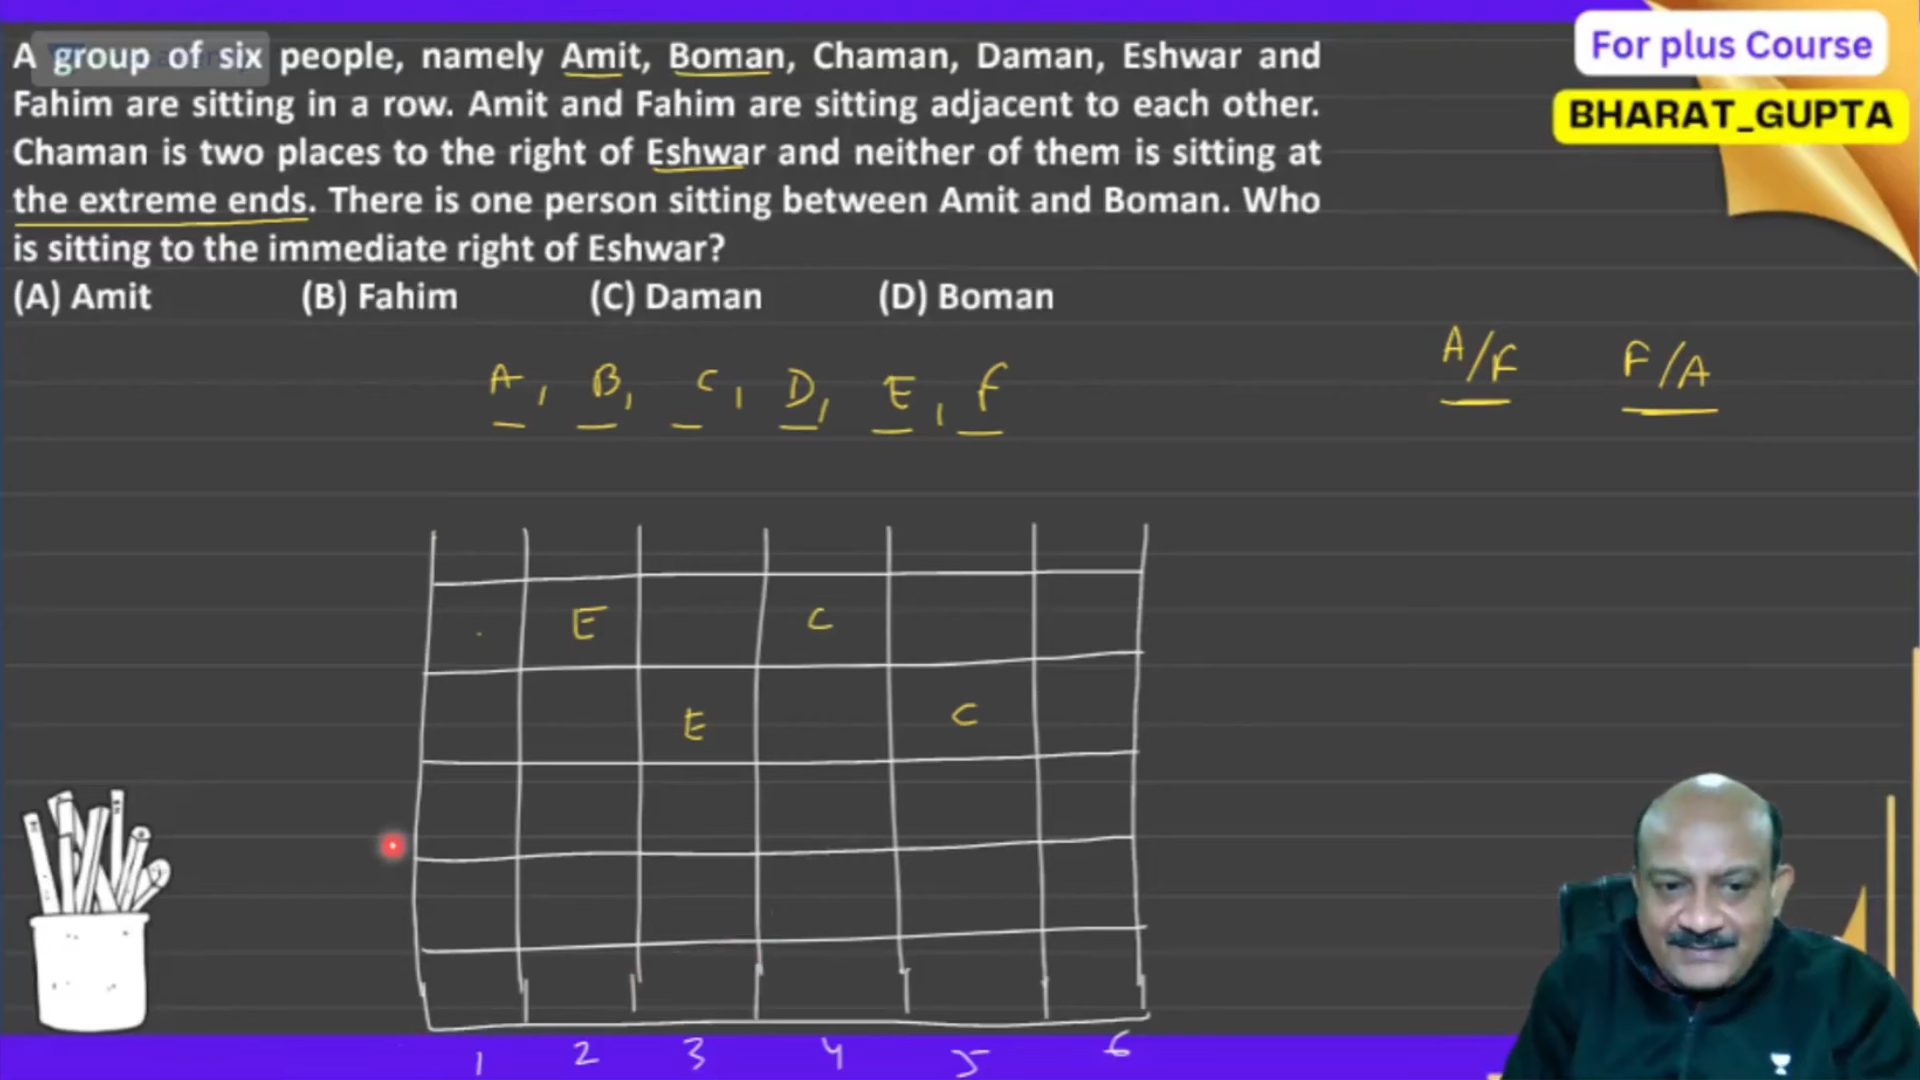 A group of six people, namely Amit, Boman, Chaman, Daman, Eshwar and
Fahim are sitting in a row. Amit and Fahim are sitting adjacent to each other.
Chaman is two places to the right of Eshwar and neither of them is sitting at
the extreme ends. There is one person sitting between Amit and Boman. Who
is sitting to the immediate right of Eshwar?
(A) Amit (B) Fahim (C) Daman (D) Boman
For plus Course
BHARAT_GUPTA
A/F F/A
A, B, C, D, E, F
E C
E C
1 2 3 4 5 6